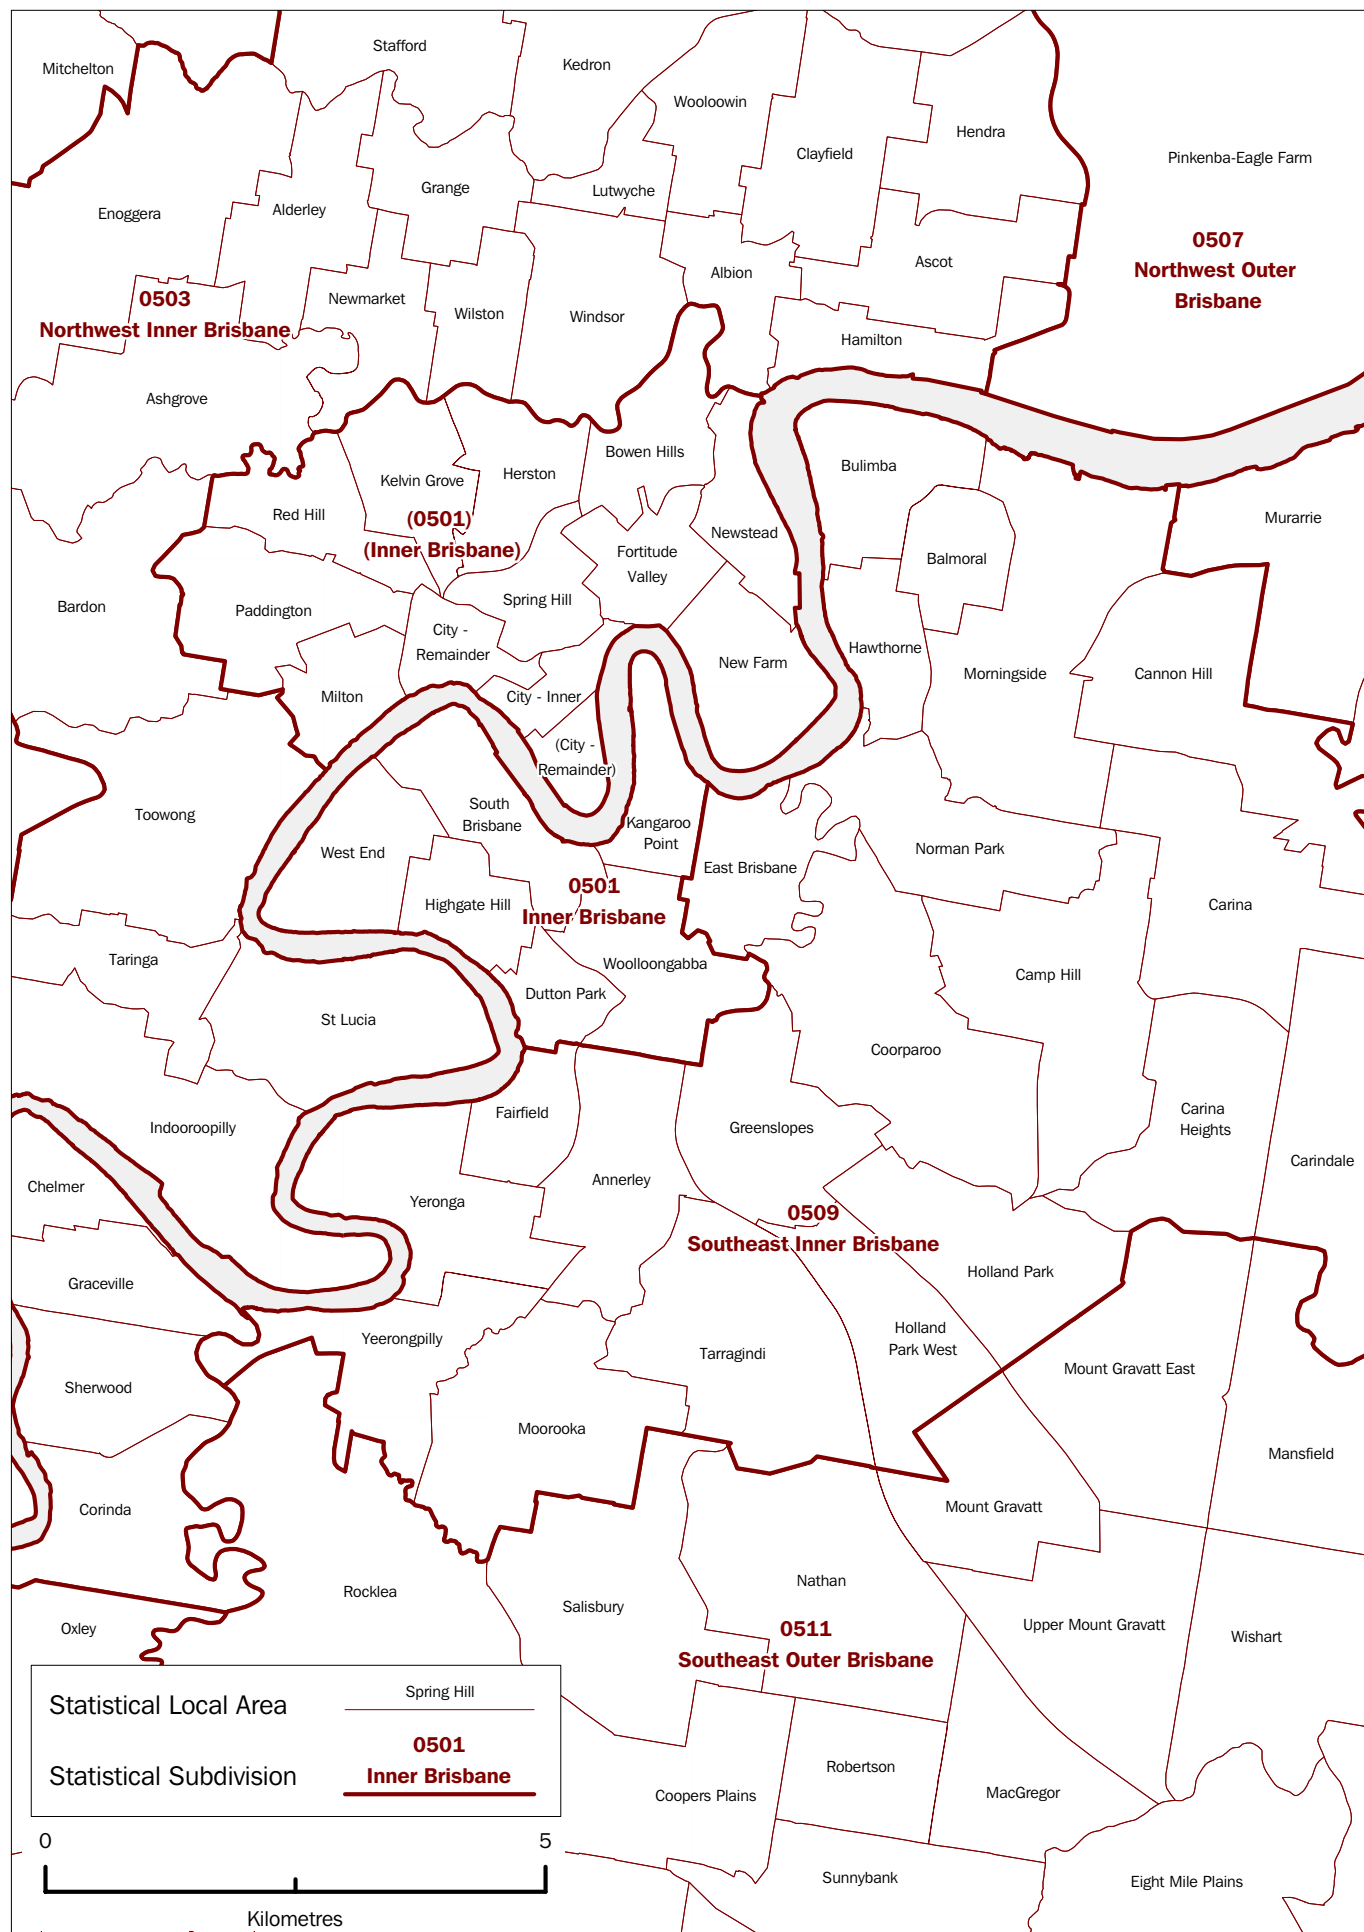 Stafford
Mitchelton
Kedron
Wooloowin
Hendra
Clayfield
Pinkenba-Eagle Farm
Grange
Lutwyche
Enoggera
Alderley
0507
Northwest Outer
Brisbane
Ascot
Albion
0503
Northwest Inner Brisbane
Newmarket
Wilston
Windsor
Hamilton
Ashgrove
Bowen Hills
Bulimba
Kelvin Grove
Herston
Red Hill
(0501)
(Inner Brisbane)
Murarrie
Newstead
Fortitude
Valley
Balmoral
Bardon
Paddington
Spring Hill
City -
Remainder
Hawthorne
New Farm
Morningside
Cannon Hill
Milton
City - Inner
(City -
Remainder)
Toowong
South
Brisbane
Kangaroo
Point
West End
Norman Park
East Brisbane
0501
Inner Brisbane
Highgate Hill
Carina
Taringa
Woolloongabba
Camp Hill
Dutton Park
St Lucia
Coorparoo
Fairfield
Indooroopilly
Greenslopes
Carina
Heights
Carindale
Chelmer
Annerley
Yeronga
0509
Southeast Inner Brisbane
Graceville
Holland Park
Yeerongpilly
Holland
Park West
Tarragindi
Mount Gravatt East
Sherwood
Moorooka
Mansfield
Corinda
Mount Gravatt
Rocklea
Nathan
Salisbury
Oxley
0511
Southeast Outer Brisbane
Upper Mount Gravatt
Wishart
Statistical Local Area
Spring Hill
Statistical Subdivision
0501
Inner Brisbane
Robertson
Coopers Plains
MacGregor
Sunnybank
Eight Mile Plains
0
5
Kilometres